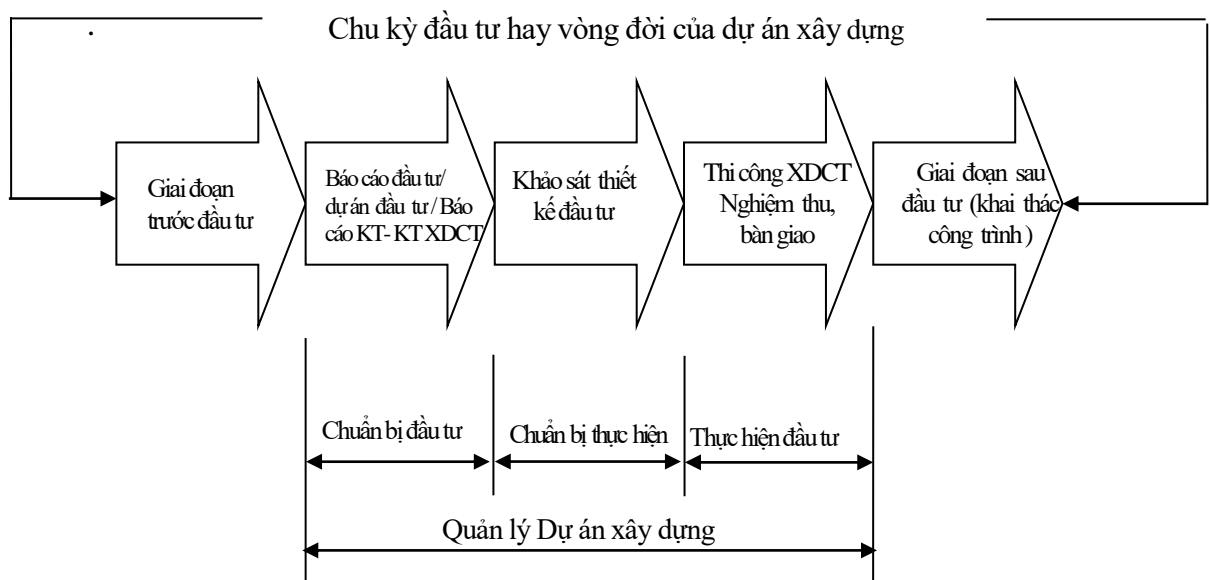 Chu kỳ đầu tư hay vòng đời của dự án xây dựng
Giai đoạn
trước đầu tư
Báo cáo đầu tư/
dự án đầu tư / Báo
cáo KT- KT XDCT
Khảo sát thiết
kế đầu tư
Thi công XDCT
Nghiệm thu,
bàn giao
Giai đoạn sau
đầu tư (khai thác
công trình )
Chuẩn bị đầu tư
Chuẩn bị thực hiện
Thực hiện đầu tư
Quản lý Dự án xây dựng